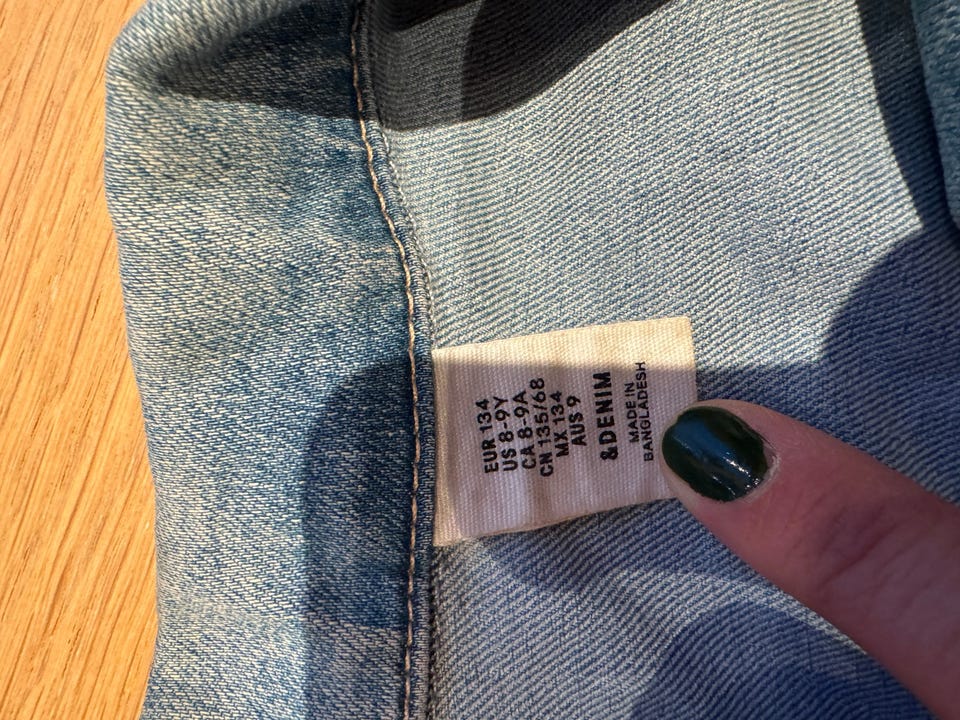 EUR 134
US 8-9Y
CA 8-9A
CN 135/68
MX 134
AUS 9
&DENIM
MADE IN
BANGLADESH